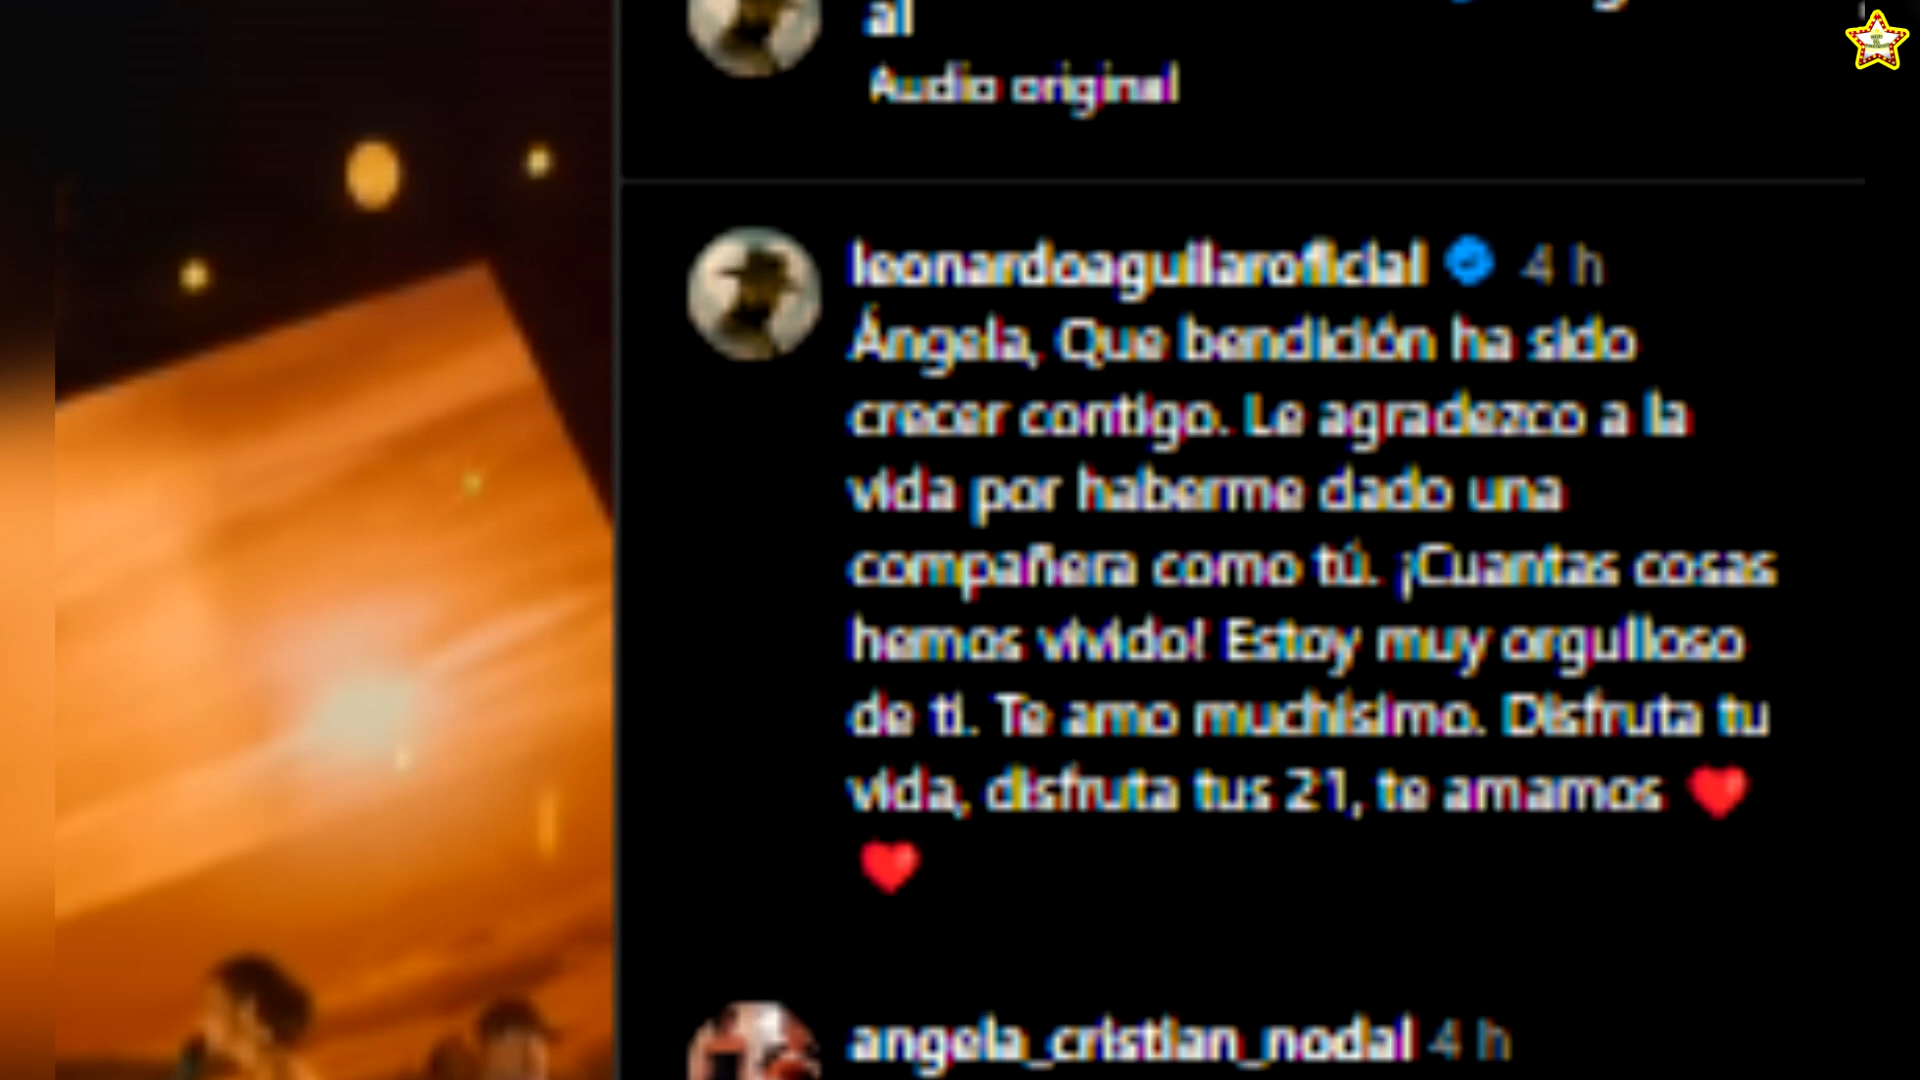 al
Audio original
leonardoaguilaroficial 4 h
Ángela, Que bendición ha sido
crecer contigo. Le agradezco a la
vida por haberme dado una
compañera como tú. ¡Cuantas cosas
hemos vivido! Estoy muy orgulloso
de ti. Te amo muchísimo. Disfruta tu
vida, disfruta tus 21, te amamos ❤️
❤️
angela_cristian_nodal 4 h